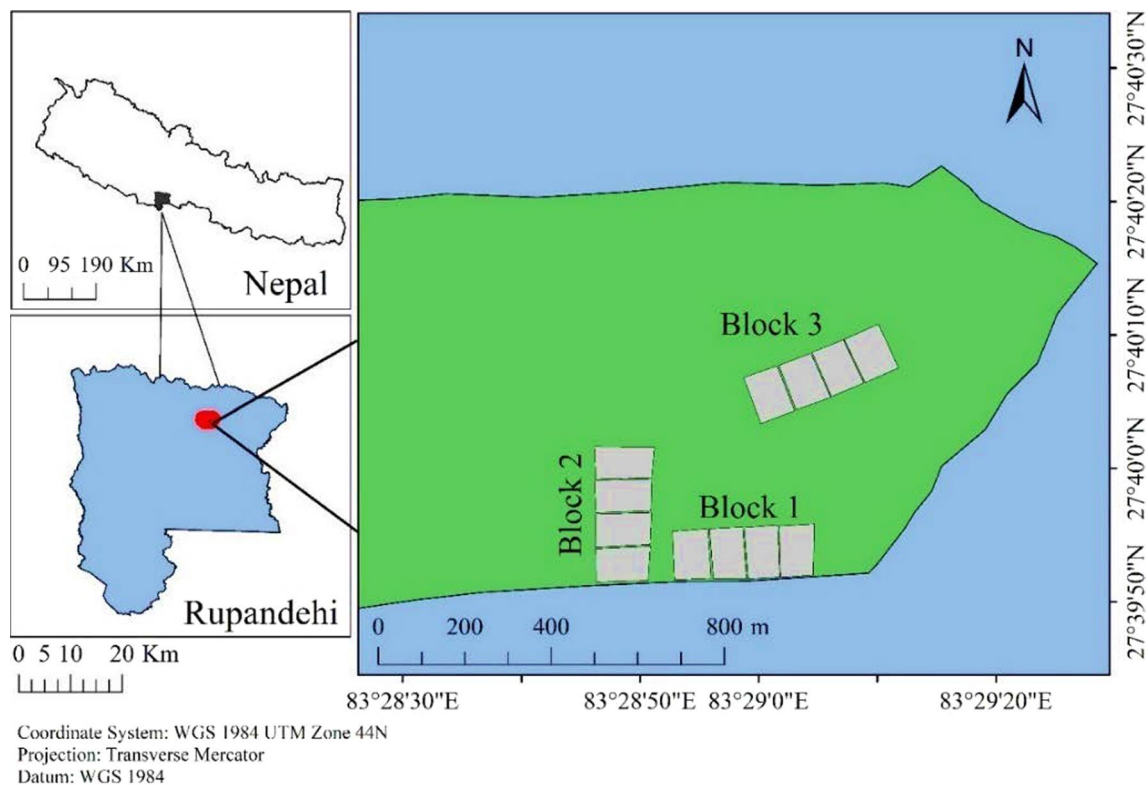 0 95 190 Km
Nepal
Rupandehi
0 5 10 20 Km
N
Block 3
Block 2
Block 1
0 200 400 800 m
27°40'30"N
27°40'20"N
27°40'10"N
27°40'0"N
27°39'50"N
83°28'30"E 83°28'50"E 83°29'0"E 83°29'20"E
Coordinate System: WGS 1984 UTM Zone 44N
Projection: Transverse Mercator
Datum: WGS 1984